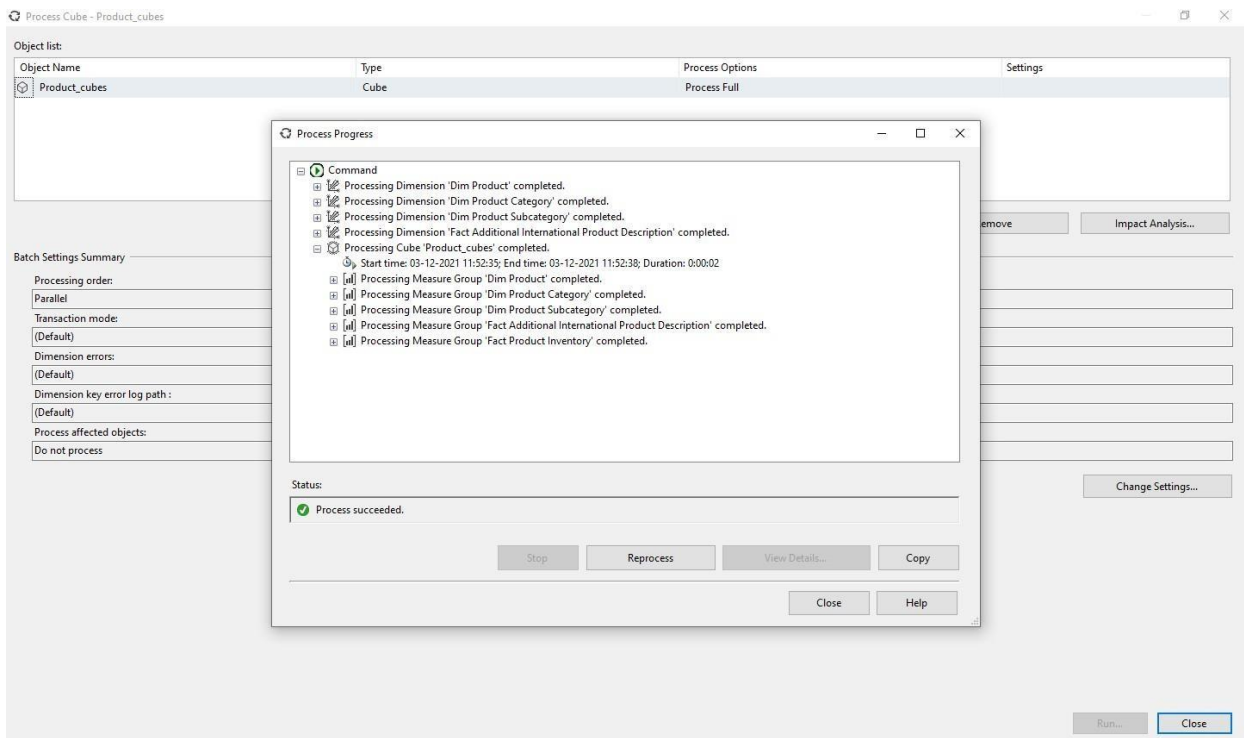 Process Cube - Product_cubes
Object list:
Object Name Type Process Options Settings
Product_cubes Cube Process Full
emove Impact Analysis...
Batch Settings Summary
Processing order:
Parallel
Transaction mode:
(Default)
Dimension errors:
(Default)
Dimension key error log path :
(Default)
Process affected objects:
Do not process
Change Settings...
Process Progress
Command
Processing Dimension 'Dim Product' completed.
Processing Dimension 'Dim Product Category' completed.
Processing Dimension 'Dim Product Subcategory' completed.
Processing Dimension 'Fact Additional International Product Description' completed.
Processing Cube 'Product_cubes' completed.
Start time: 03-12-2021 11:52:35; End time: 03-12-2021 11:52:38; Duration: 0:00:02
Processing Measure Group 'Dim Product' completed.
Processing Measure Group 'Dim Product Category' completed.
Processing Measure Group 'Dim Product Subcategory' completed.
Processing Measure Group 'Fact Additional International Product Description' completed.
Processing Measure Group 'Fact Product Inventory' completed.
Status:
Process succeeded.
Stop Reprocess View Details... Copy
Close Help
Run... Close